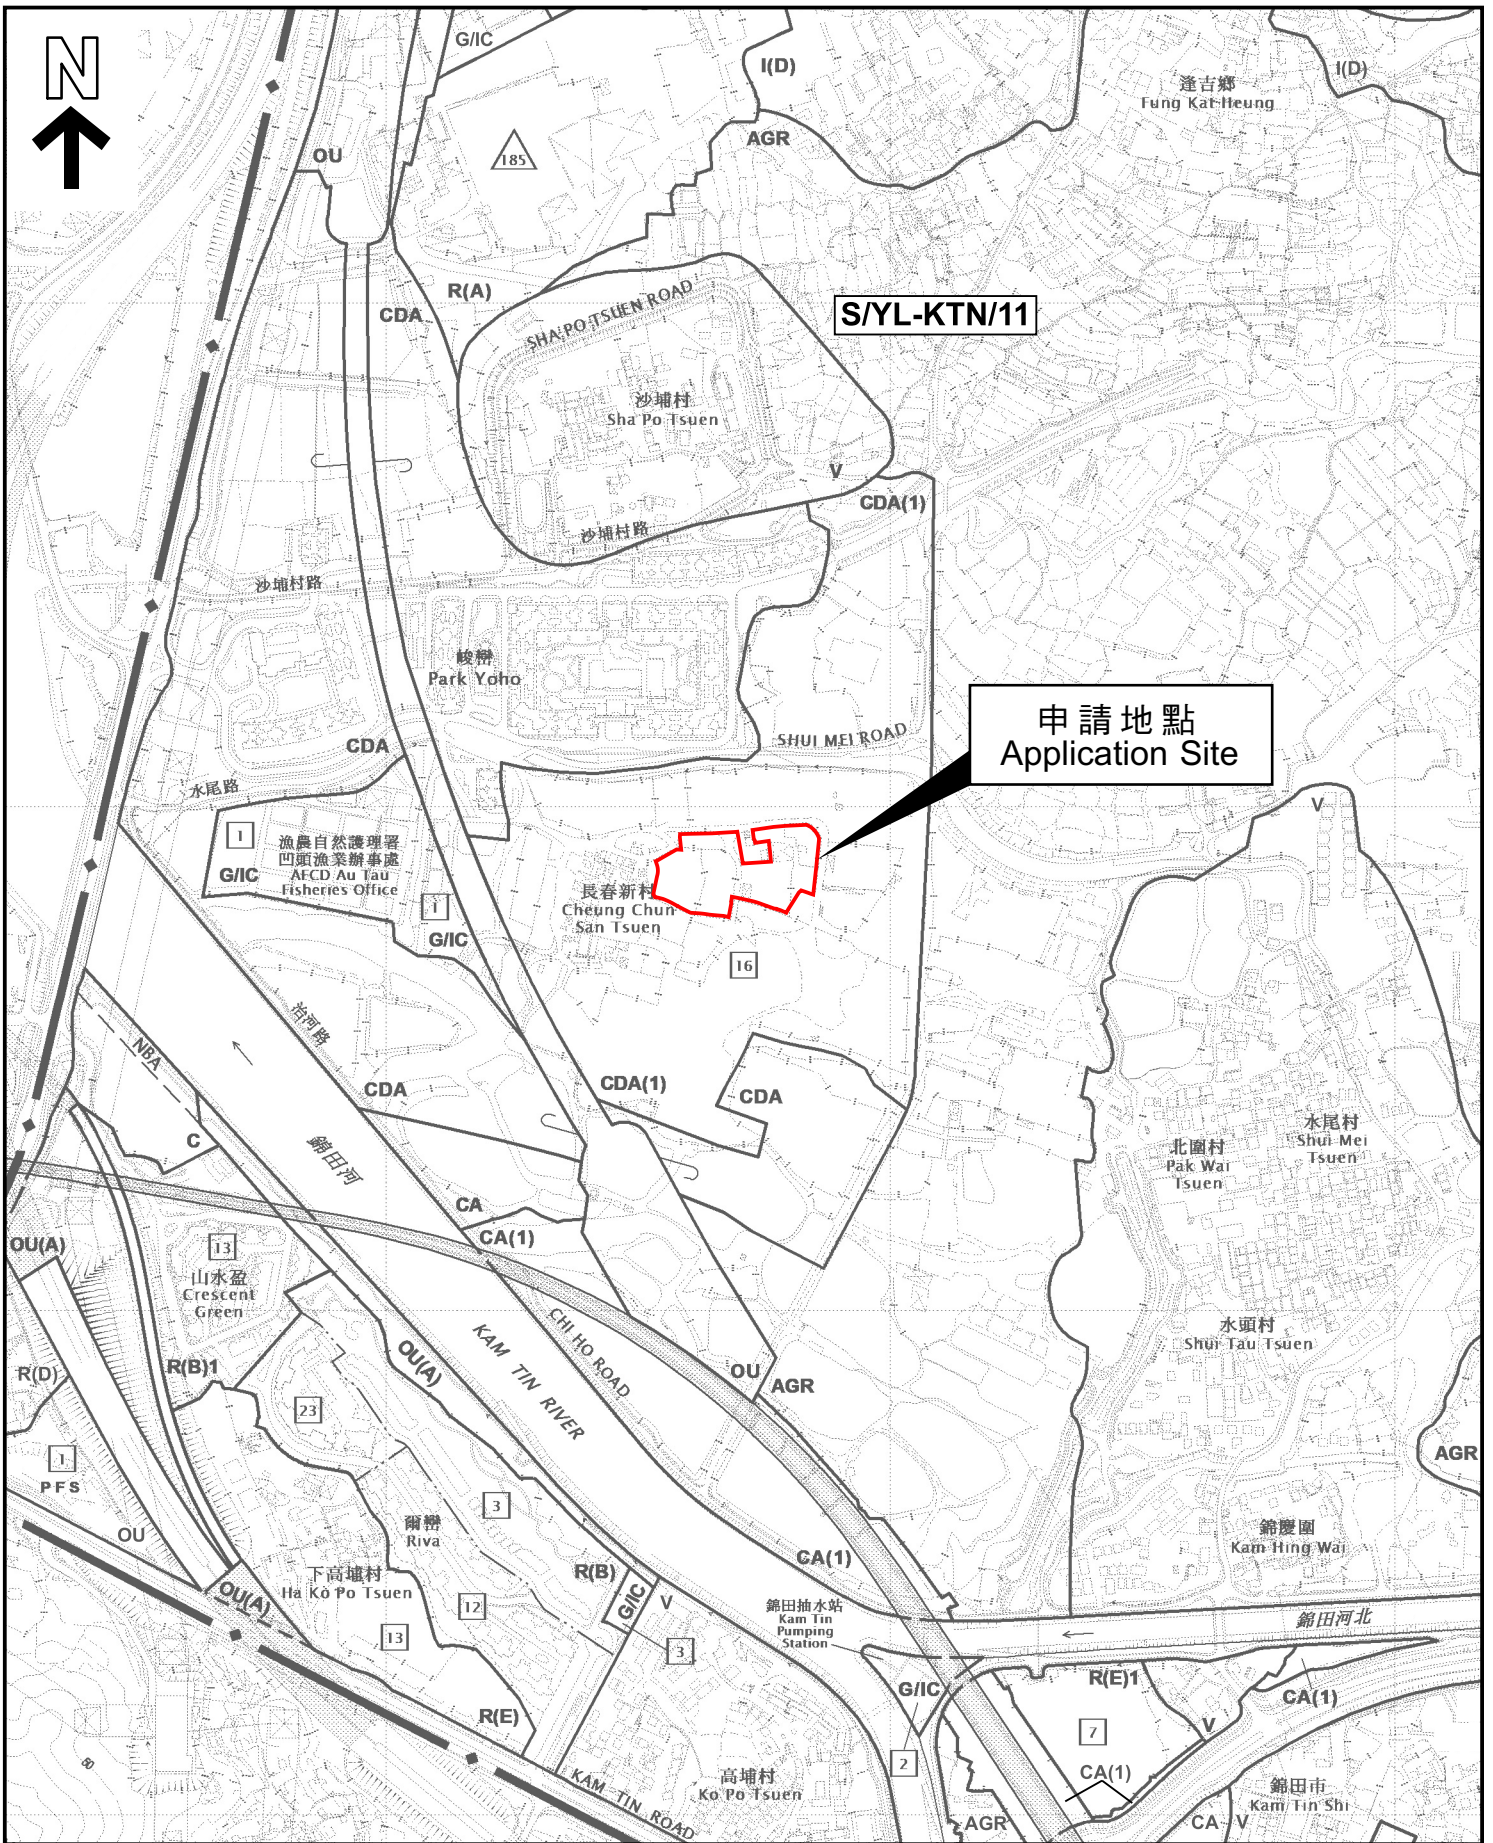 N
G/IC
I(D)
I(D)
逢吉鄉
Fung Kat Heung
AGR
OU
185
R(A)
CDA
SHA PO TSUEN ROAD
S/YL-KTN/11
沙埔村
Sha Po Tsuen
V
CDA(1)
沙埔村路
沙埔村路
峻巒
Park Yoho
申請地點
Application Site
SHUI MEI ROAD
CDA
水尾路
V
1
漁農自然護理署
凹頭漁業辦事處
AFCD Au Tau
Fisheries Office
G/IC
1
G/IC
長春新村
Cheung Chun
San Tsuen
16
治河路
NBA
CDA
CDA(1)
CDA
C
錦田河
水尾村
Shui Mei
Tsuen
北圍村
Pak Wai
Tsuen
CA
CA(1)
OU(A)
13
山水盈
Crescent
Green
水頭村
Shui Tau Tsuen
CHI HO ROAD
KAM TIN RIVER
OU(A)
R(D)
R(B)1
OU
AGR
23
AGR
1
PFS
OU
3
爾巒
Riva
錦慶圍
Kam Hing Wai
CA(1)
R(B)
G/IC
V
下高埔村
Ha Ko Po Tsuen
OU(A)
12
13
3
錦田抽水站
Kam Tin
Pumping
Station
錦田河北
G/IC
R(E)1
CA(1)
R(E)
7
V
2
CA(1)
60
KAM TIN ROAD
高埔村
Ko Po Tsuen
錦田市
Kam Tin Shi
AGR
CA
V